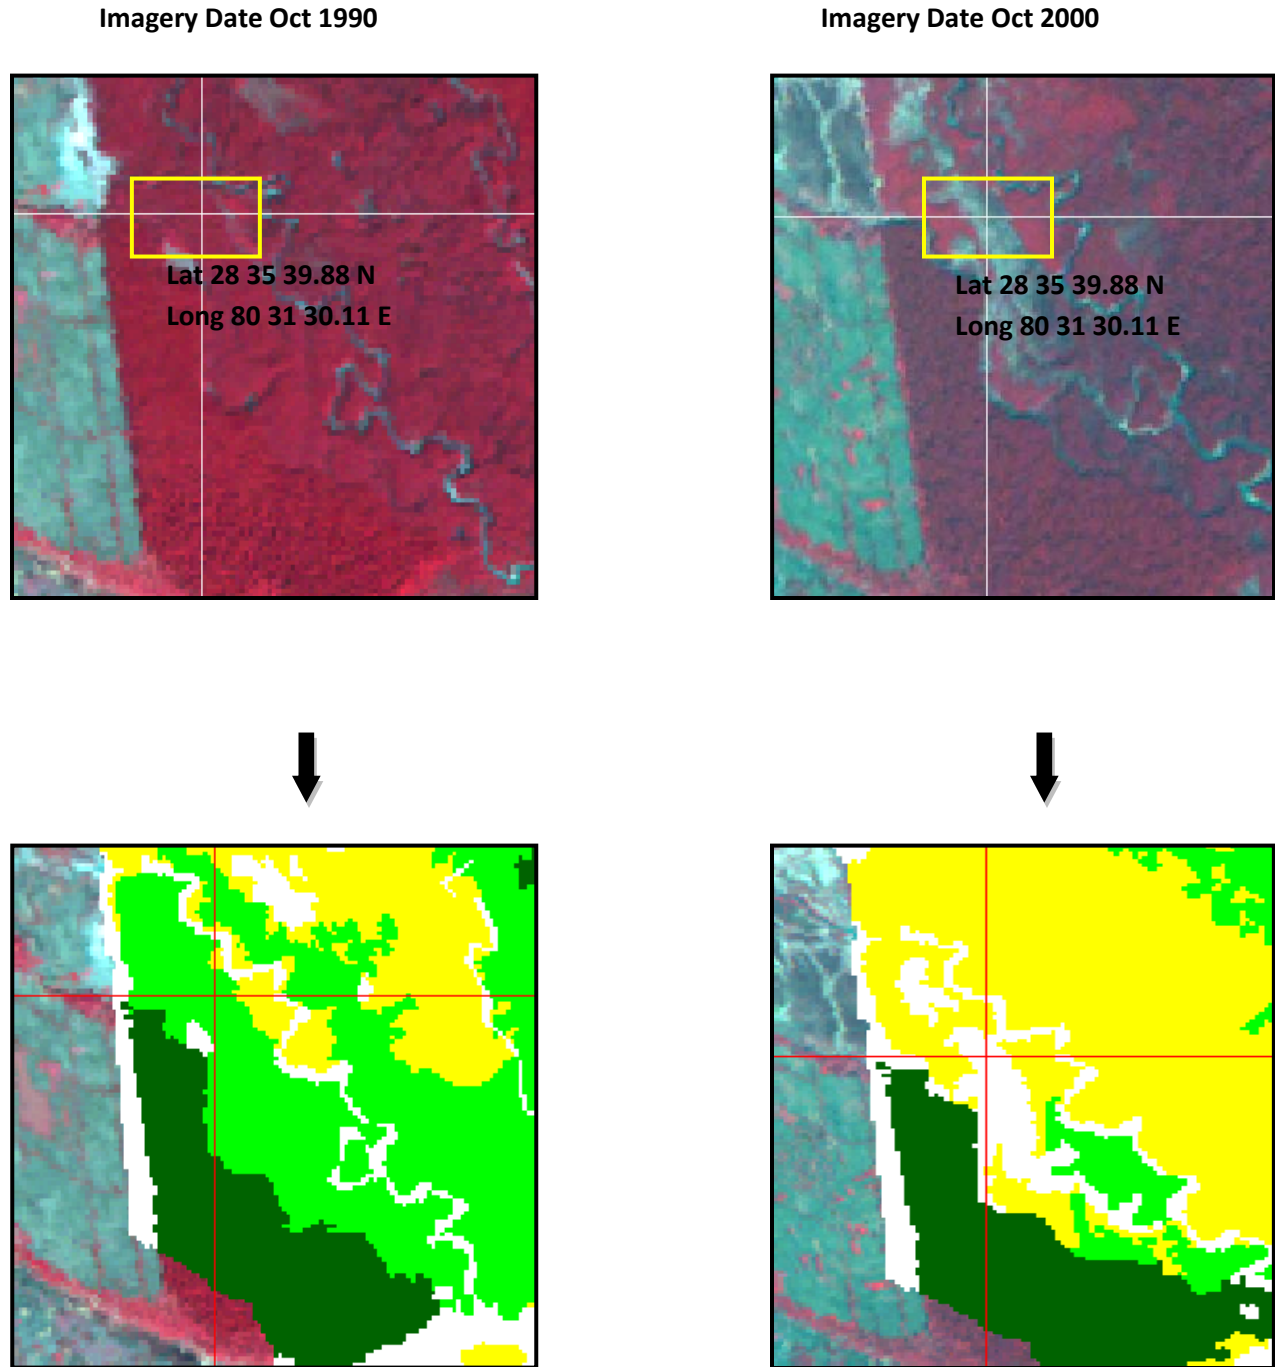 Imagery Date Oct 1990
Imagery Date Oct 2000
Lat 28 35 39.88 N
Long 80 31 30.11 E
Lat 28 35 39.88 N
Long 80 31 30.11 E